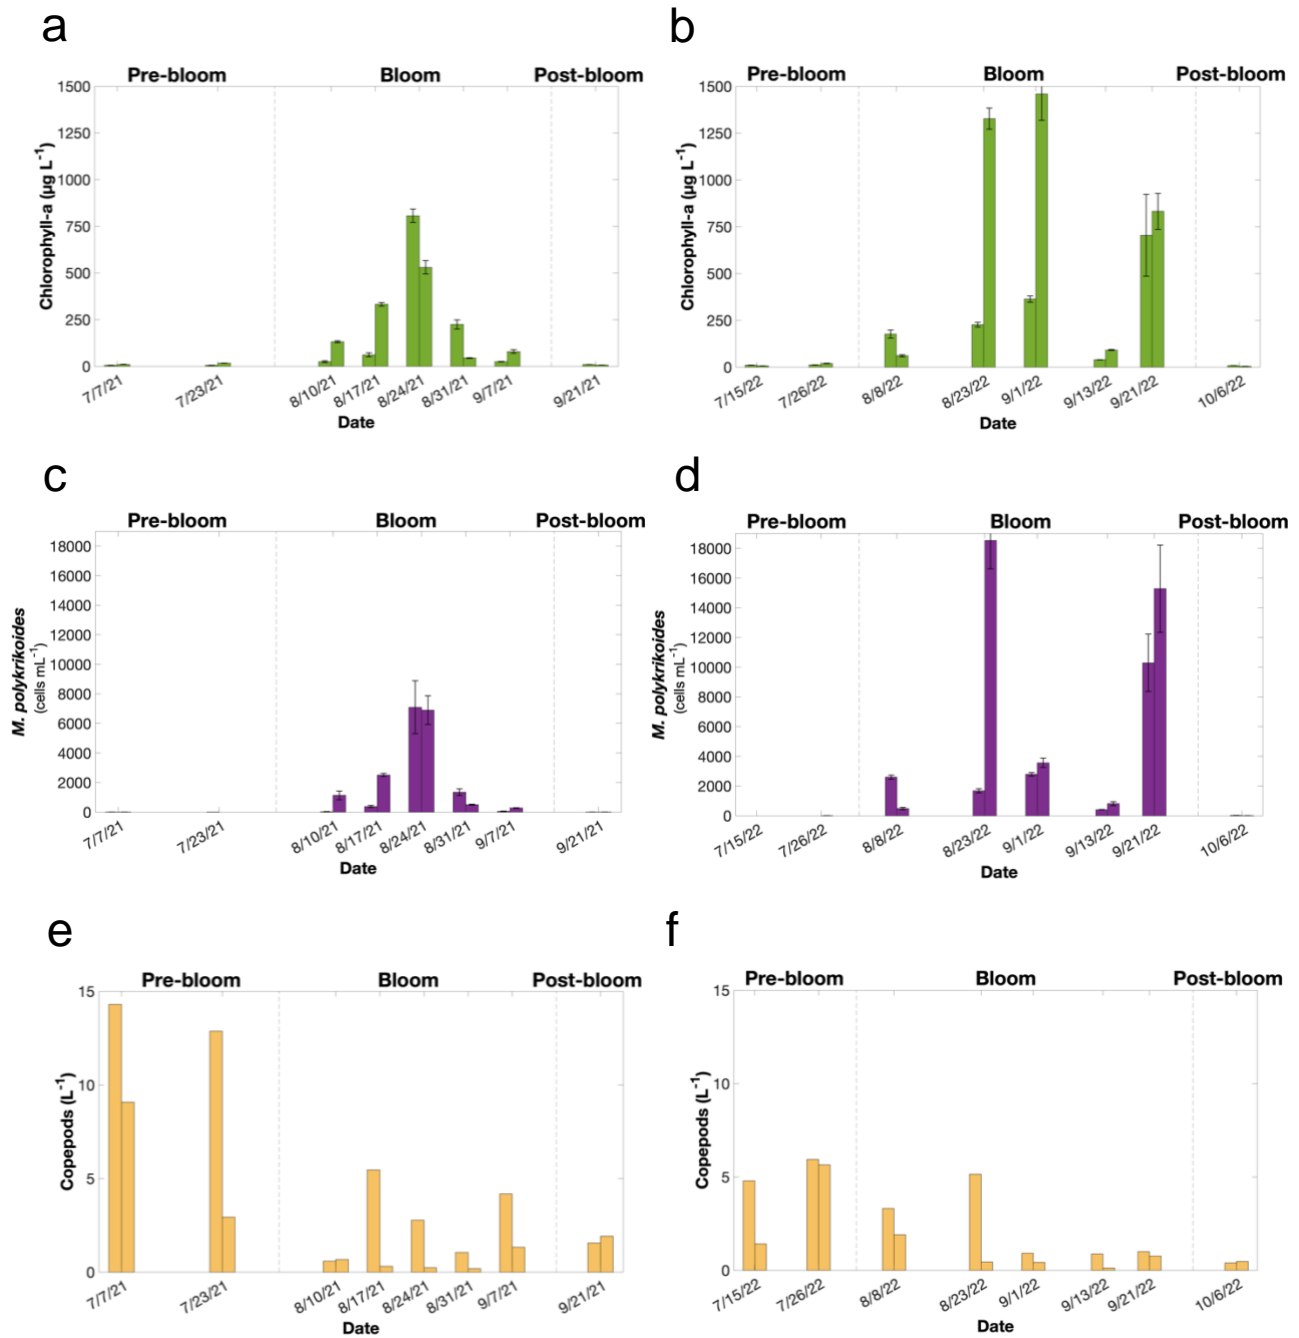 a
Pre-bloom Bloom Post-bloom
1500
1250
1000
750
500
250
0
Chlorophyll-a (µg L⁻¹)
7/7/21 7/23/21 8/10/21 8/17/21 8/24/21 8/31/21 9/7/21 9/21/21
Date
b
Pre-bloom Bloom Post-bloom
1500
1250
1000
750
500
250
0
Chlorophyll-a (µg L⁻¹)
7/15/22 7/26/22 8/8/22 8/23/22 9/1/22 9/13/22 9/21/22 10/6/22
Date
c
Pre-bloom Bloom Post-bloom
18000
16000
14000
12000
10000
8000
6000
4000
2000
0
M. polykrikoides
(cells mL⁻¹)
7/7/21 7/23/21 8/10/21 8/17/21 8/24/21 8/31/21 9/7/21 9/21/21
Date
d
Pre-bloom Bloom Post-bloom
18000
16000
14000
12000
10000
8000
6000
4000
2000
0
M. polykrikoides
(cells mL⁻¹)
7/15/22 7/26/22 8/8/22 8/23/22 9/1/22 9/13/22 9/21/22 10/6/22
Date
e
Pre-bloom Bloom Post-bloom
15
10
5
0
Copepods (L⁻¹)
7/7/21 7/23/21 8/10/21 8/17/21 8/24/21 8/31/21 9/7/21 9/21/21
Date
f
Pre-bloom Bloom Post-bloom
15
10
5
0
Copepods (L⁻¹)
7/15/22 7/26/22 8/8/22 8/23/22 9/1/22 9/13/22 9/21/22 10/6/22
Date